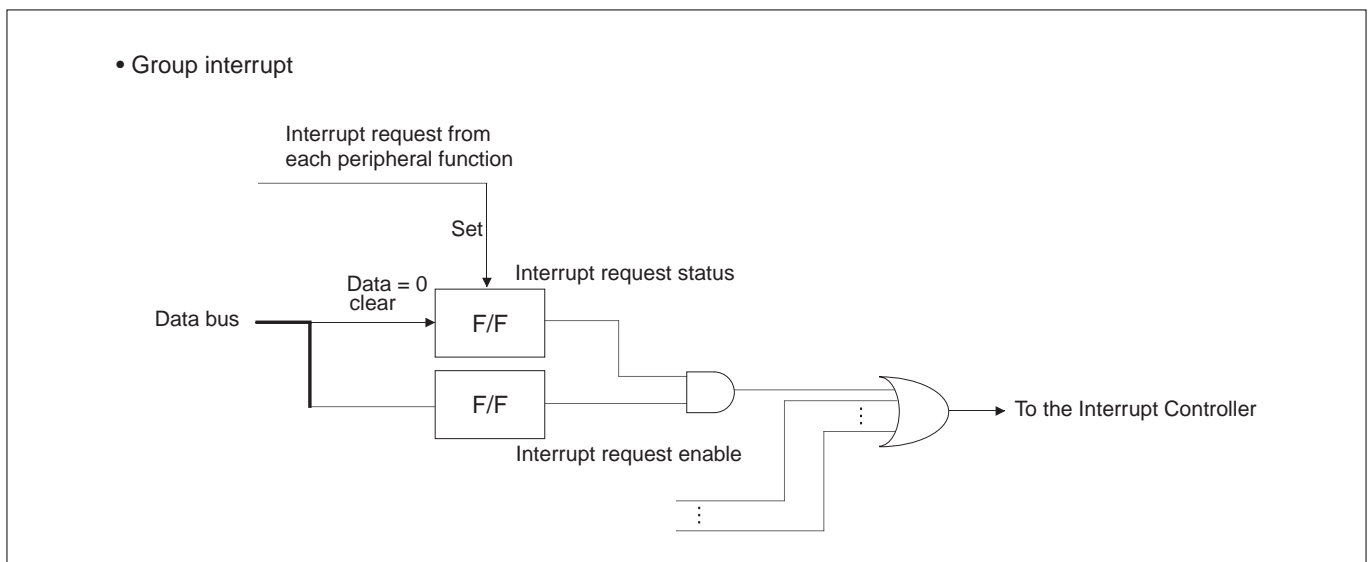 • Group interrupt
Interrupt request from
each peripheral function
Set
Interrupt request status
Data = 0
clear
Data bus
F/F
F/F
Interrupt request enable
To the Interrupt Controller